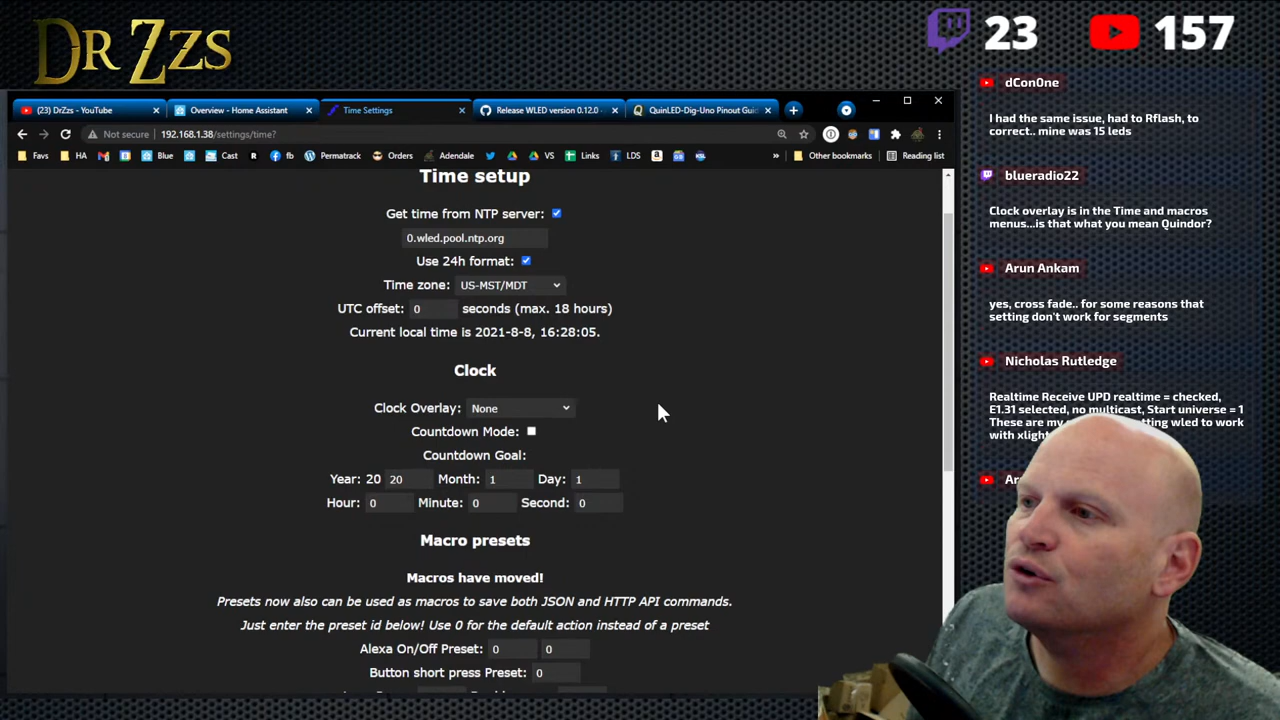 DR ZZS
23
157
(23) DrZzs - YouTube
Overview - Home Assistant
Time Settings
Release WLED version 0.12.0 -
QuinLED-Dig-Uno Pinout Gui
Not secure
192.168.1.38/settings/time?
Favs
HA
Blue
Cast
fb
Permatrack
Orders
Adendale
VS
Links
LDS
Other bookmarks
Reading list
Time setup
Get time from NTP server:
0.wled.pool.ntp.org
Use 24h format:
Time zone: US-MST/MDT
UTC offset: 0 seconds (max. 18 hours)
Current local time is 2021-8-8, 16:28:05.
Clock
Clock Overlay: None
Countdown Mode:
Countdown Goal:
Year: 20 20 Month: 1 Day: 1
Hour: 0 Minute: 0 Second: 0
Macro presets
Macros have moved!
Presets now also can be used as macros to save both JSON and HTTP API commands.
Just enter the preset id below! Use 0 for the default action instead of a preset
Alexa On/Off Preset: 0 0
Button short press Preset: 0
dCon0ne
I had the same issue, had to Rflash, to
correct.. mine was 15 leds
blueradio22
Clock overlay is in the Time and macros
menus...is that what you mean Quindor?
Arun Ankam
yes, cross fade.. for some reasons that
setting don't work for segments
Nicholas Rutledge
Realtime Receive UPD realtime = checked,
E1.31 selected, no multicast, Start universe = 1
These are my
tting wled to work
with xlight